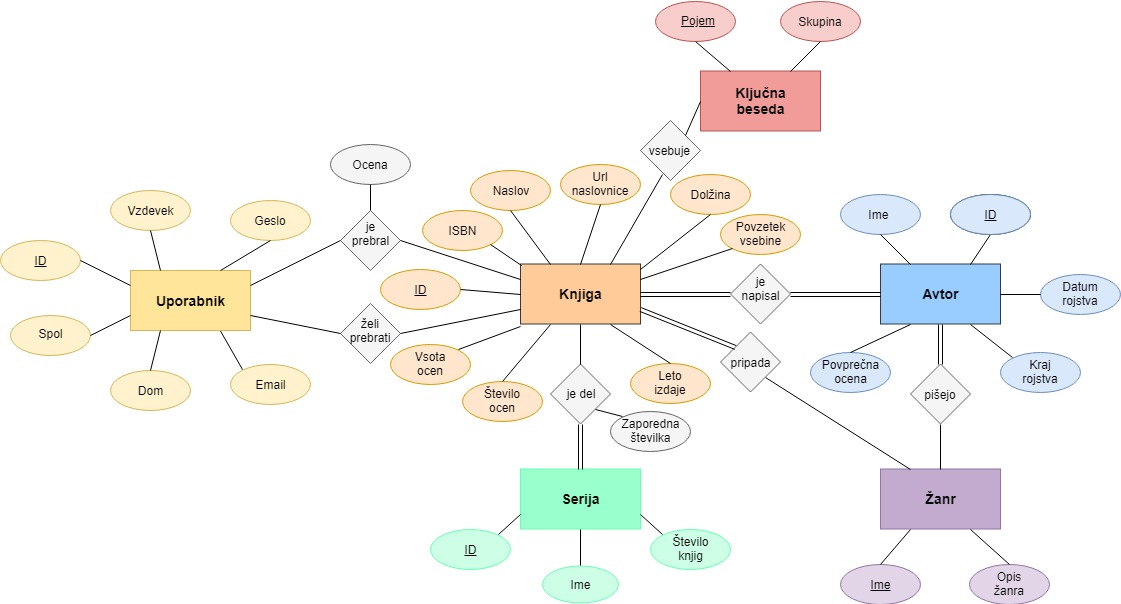 Pojem
Skupina
Ključna
beseda
vsebuje
Ocena
Naslov
Url
naslovnice
Dolžina
Vzdevek
Geslo
ISBN
Povzetek
vsebine
Ime
ID
je
prebral
ID
ID
Uporabnik
Knjiga
je
napisal
Avtor
Datum
rojstva
Spol
želi
prebrati
Vsota
ocen
pripada
Povprečna
ocena
Kraj
rojstva
Dom
Email
Število
ocen
je del
Leto
izdaje
pišejo
Zaporedna
številka
Serija
Žanr
ID
Ime
Število
knjig
Ime
Opis
žanra